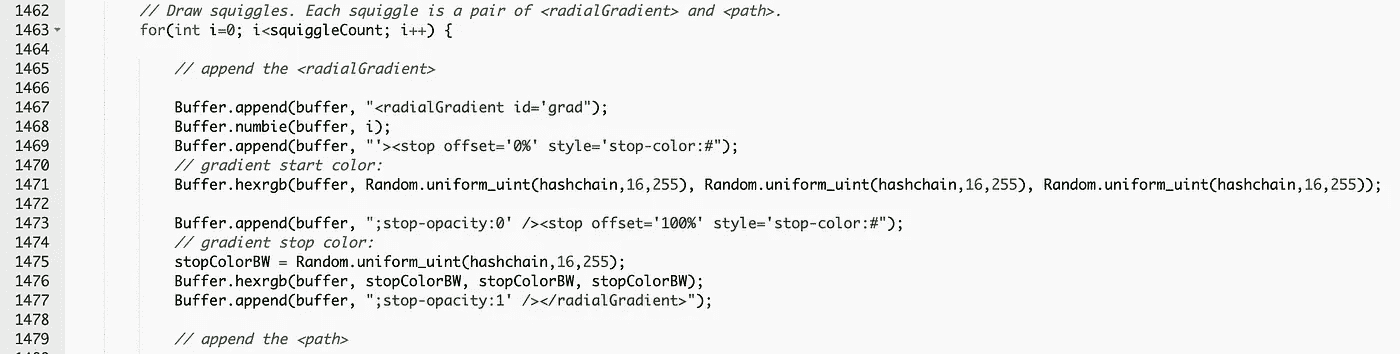 1462 // Draw squiggles. Each squiggle is a pair of <radialGradient> and <path>.
1463 for(int i=0; i<squiggleCount; i++) {
1464
1465 // append the <radialGradient>
1466
1467 Buffer.append(buffer, "<radialGradient id='grad");
1468 Buffer.numbie(buffer, i);
1469 Buffer.append(buffer, "'><stop offset='0%' style='stop-color:#");
1470 // gradient start color:
1471 Buffer.hexrgb(buffer, Random.uniform_uint(hashchain,16,255), Random.uniform_uint(hashchain,16,255), Random.uniform_uint(hashchain,16,255));
1472
1473 Buffer.append(buffer, ";stop-opacity:0' /><stop offset='100%' style='stop-color:#");
1474 // gradient stop color:
1475 stopColorBW = Random.uniform_uint(hashchain,16,255);
1476 Buffer.hexrgb(buffer, stopColorBW, stopColorBW, stopColorBW);
1477 Buffer.append(buffer, ";stop-opacity:1' /></radialGradient>");
1478
1479 // append the <path>